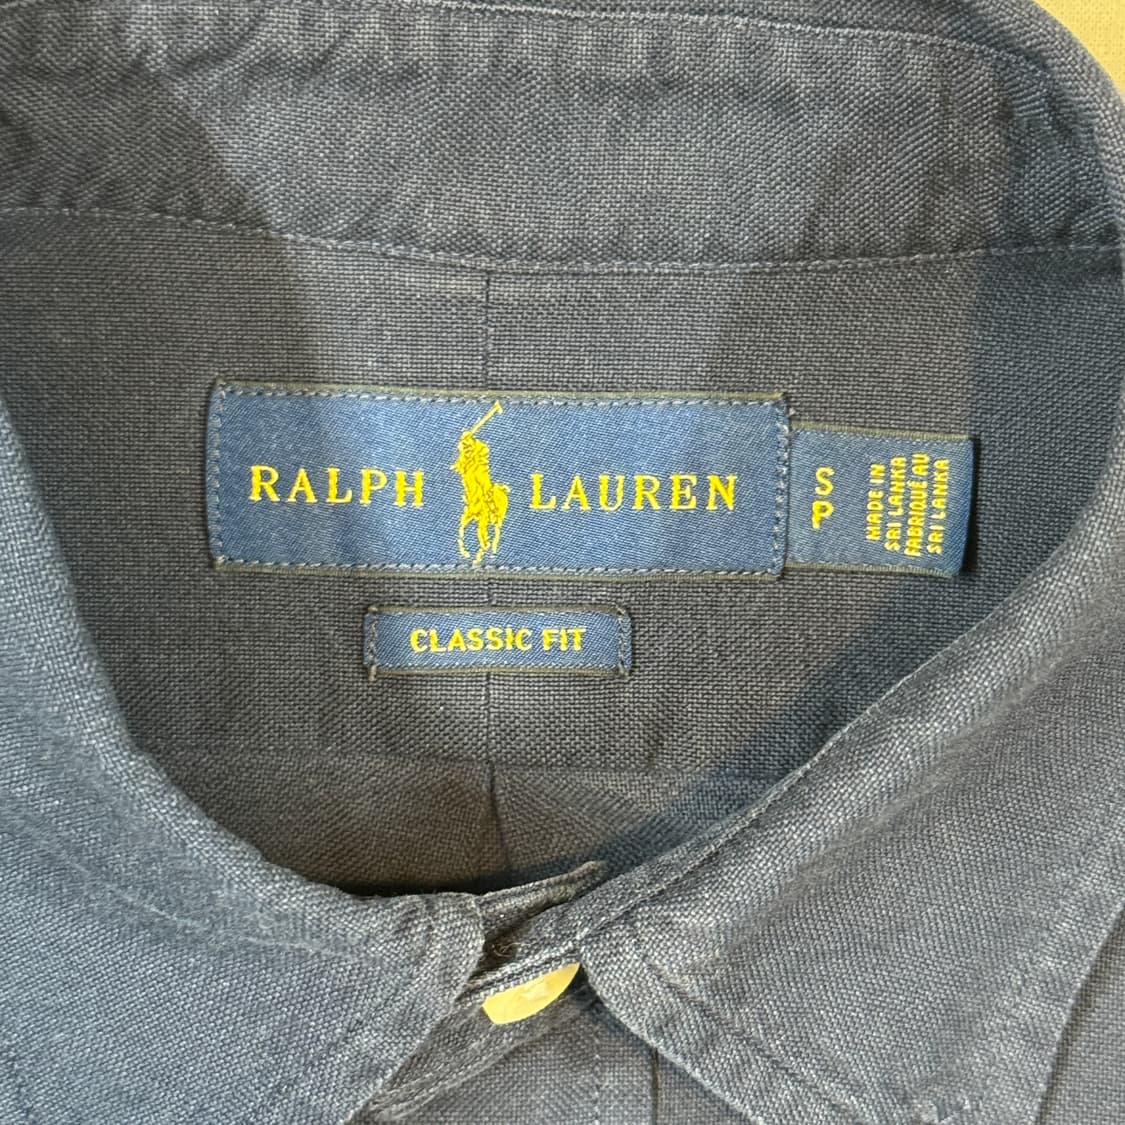 RALPH LAUREN
S
P
MADE IN
SRI LANKA
FABRIQUÉ AU
SRI LANKA
CLASSIC FIT